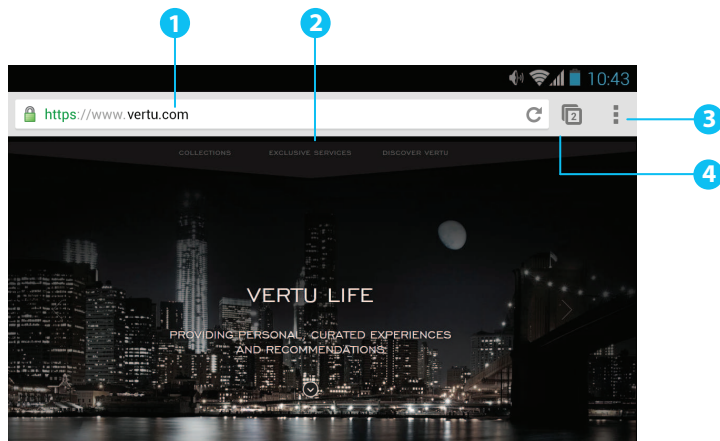 1 2
10:43
https://www.vertu.com 2
3
COLLECTIONS EXCLUSIVE SERVICES DISCOVER VERTU
4
VERTU LIFE
PROVIDING PERSONAL, CURATED EXPERIENCES
AND RECOMMENDATIONS.